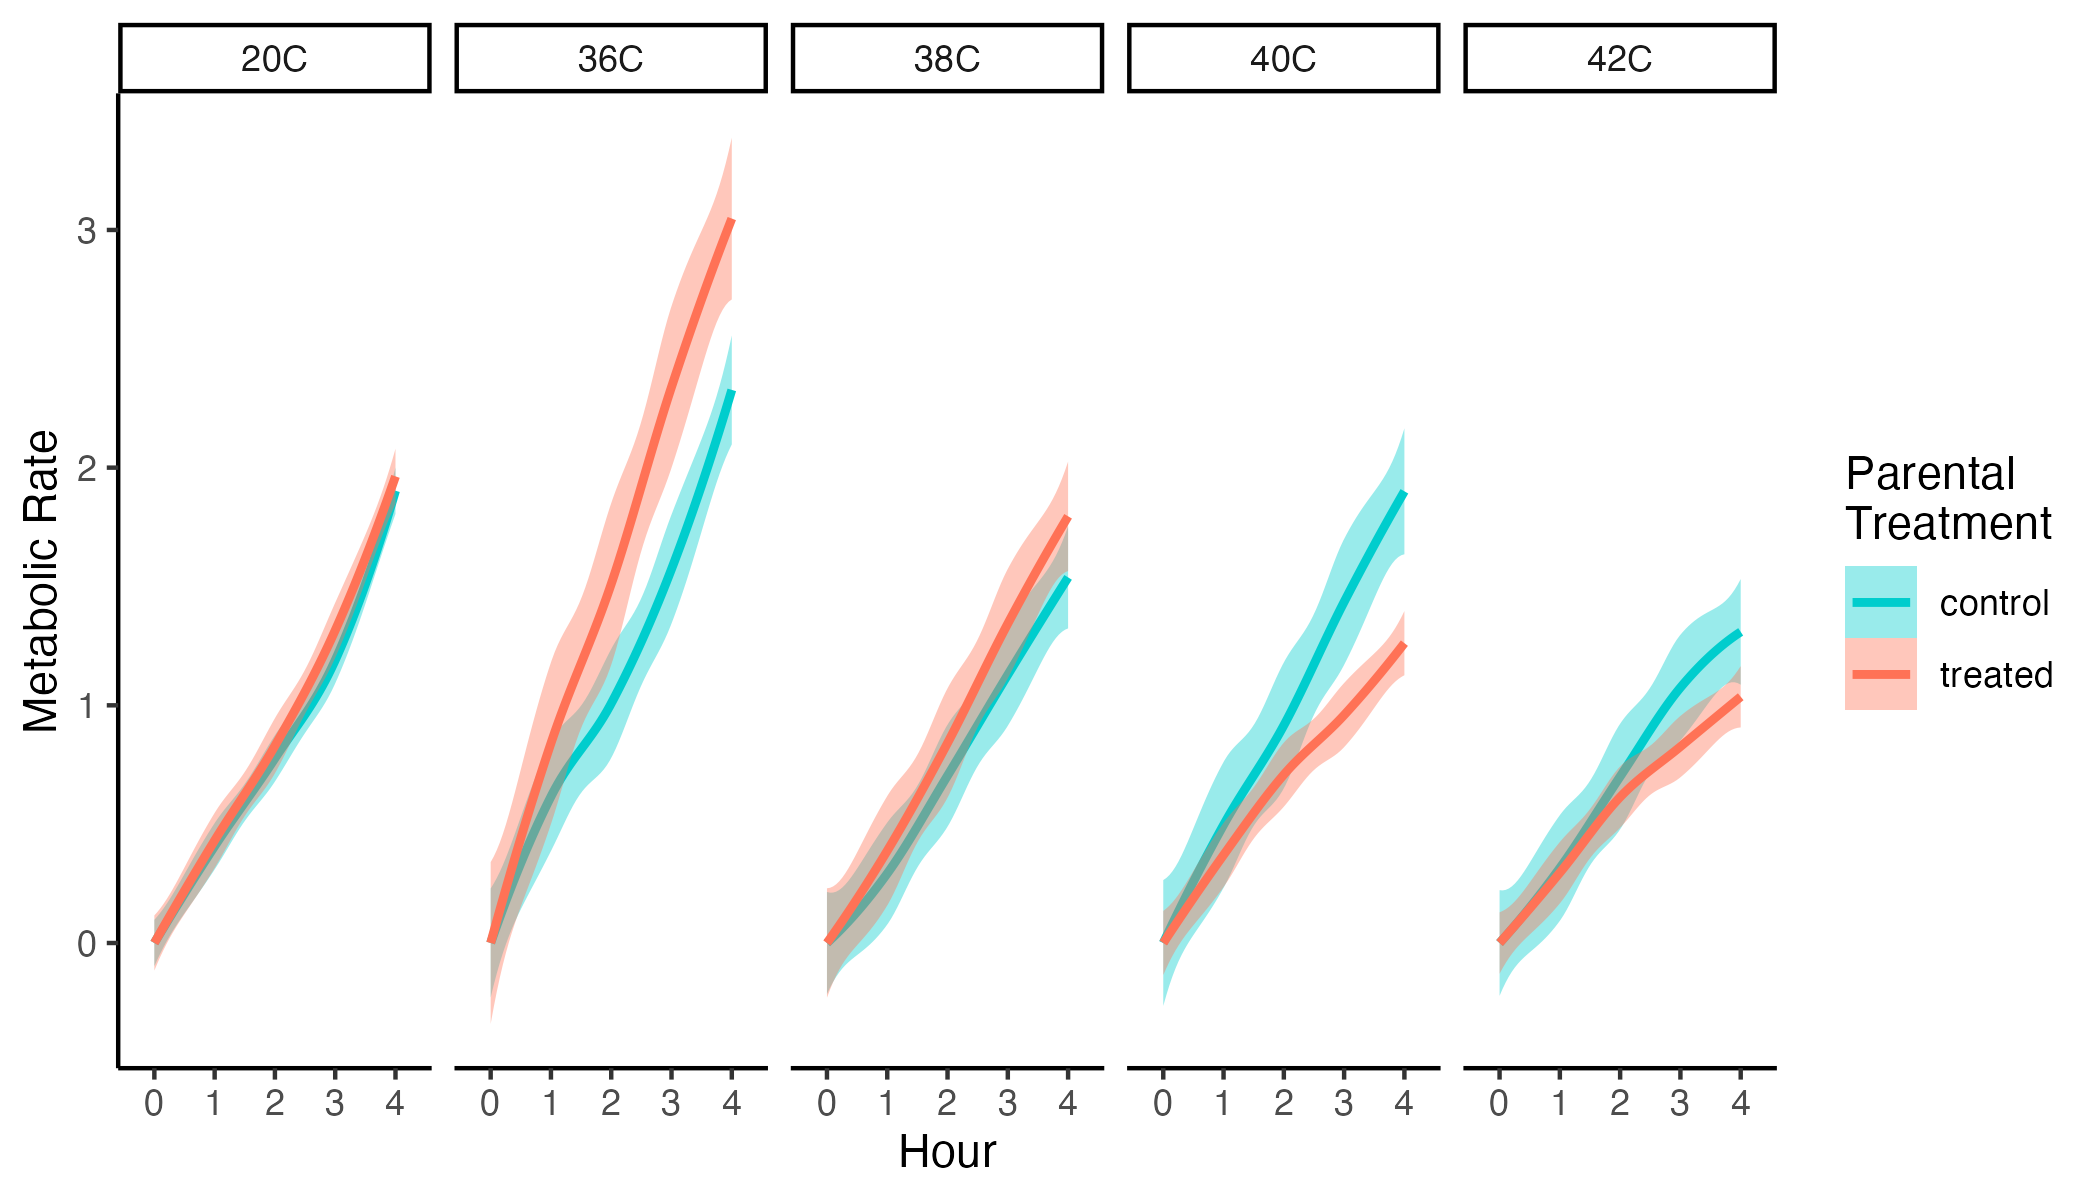 20C 36C 38C 40C 42C
3
2
1
0
Metabolic Rate
0 1 2 3 4 0 1 2 3 4 0 1 2 3 4 0 1 2 3 4 0 1 2 3 4
Hour
Parental
Treatment
control
treated